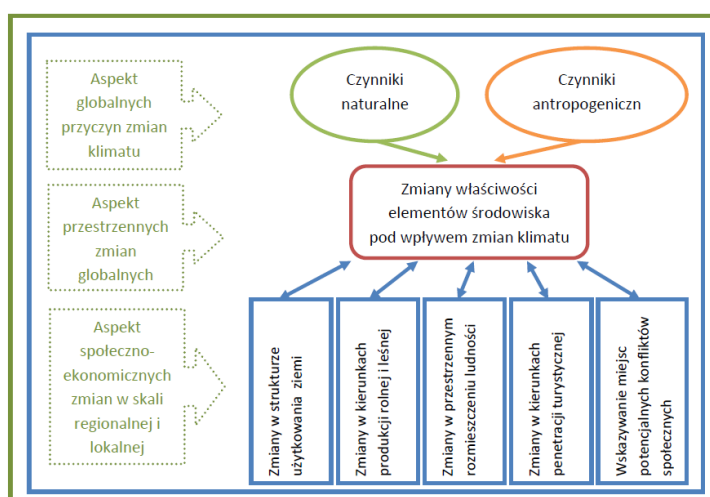 Aspekt
globalnych
przyczyn zmian
klimatu
Czynniki
naturalne
Czynniki
antropogeniczn
Aspekt
przestrzennych
zmian
globalnych
Zmiany właściwości
elementów środowiska
pod wpływem zmian klimatu
Aspekt
społeczno-
ekonomicznych
zmian w skali
regionalnej i
lokalnej
Zmiany w strukturze
użytkowania ziemi
Zmiany w kierunkach
produkcji rolnej i leśnej
Zmiany w przestrzennym
rozmieszczeniu ludności
Zmiany w kierunkach
penetracji turystycznej
Wskazywanie miejsc
potencjalnych konfliktów
społecznych